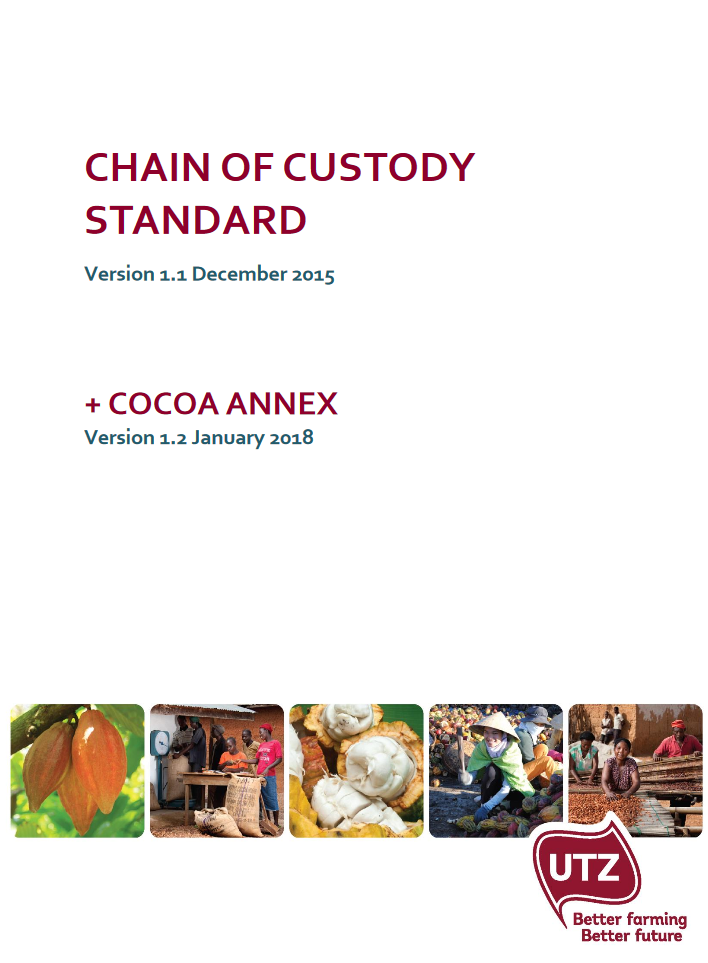 CHAIN OF CUSTODY
STANDARD
Version 1.1 December 2015
+ COCOA ANNEX
Version 1.2 January 2018
UTZ
Better farming
Better future